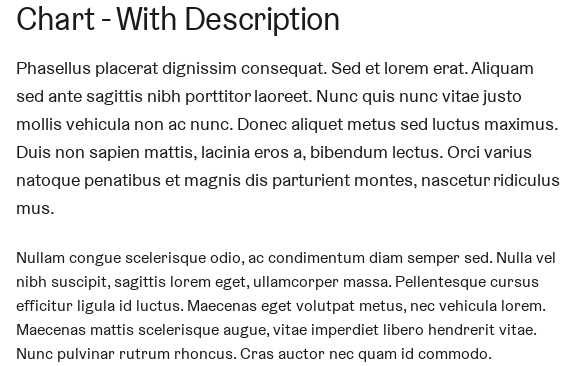 Chart - With Description
Phasellus placerat dignissim consequat. Sed et lorem erat. Aliquam
sed ante sagittis nibh porttitor laoreet. Nunc quis nunc vitae justo
mollis vehicula non ac nunc. Donec aliquet metus sed luctus maximus.
Duis non sapien mattis, lacinia eros a, bibendum lectus. Orci varius
natoque penatibus et magnis dis parturient montes, nascetur ridiculus
mus.
Nullam congue scelerisque odio, ac condimentum diam semper sed. Nulla vel
nibh suscipit, sagittis lorem eget, ullamcorper massa. Pellentesque cursus
efficitur ligula id luctus. Maecenas eget volutpat metus, nec vehicula lorem.
Maecenas mattis scelerisque augue, vitae imperdiet libero hendrerit vitae.
Nunc pulvinar rutrum rhoncus. Cras auctor nec quam id commodo.